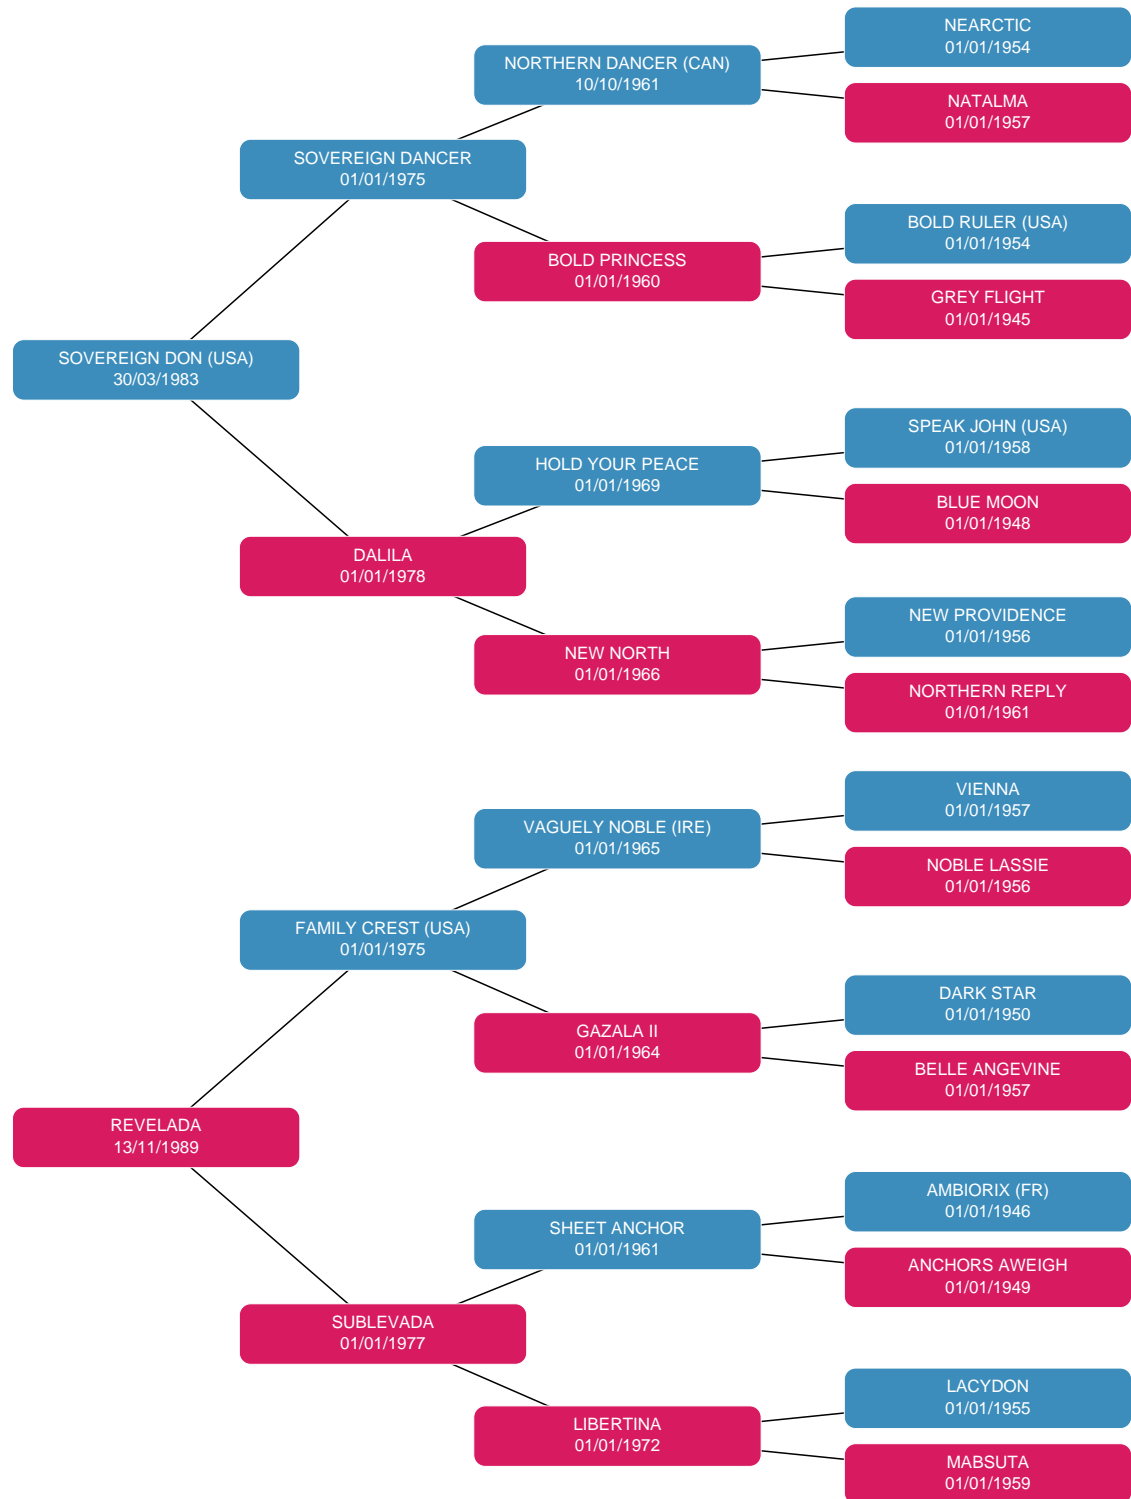 NEARCTIC
01/01/1954
NORTHERN DANCER (CAN)
10/10/1961
NATALMA
01/01/1957
SOVEREIGN DANCER
01/01/1975
BOLD RULER (USA)
01/01/1954
BOLD PRINCESS
01/01/1960
GREY FLIGHT
01/01/1945
SOVEREIGN DON (USA)
30/03/1983
SPEAK JOHN (USA)
01/01/1958
HOLD YOUR PEACE
01/01/1969
BLUE MOON
01/01/1948
DALILA
01/01/1978
NEW PROVIDENCE
01/01/1956
NEW NORTH
01/01/1966
NORTHERN REPLY
01/01/1961
VIENNA
01/01/1957
VAGUELY NOBLE (IRE)
01/01/1965
NOBLE LASSIE
01/01/1956
FAMILY CREST (USA)
01/01/1975
DARK STAR
01/01/1950
GAZALA II
01/01/1964
BELLE ANGEVINE
01/01/1957
REVELADA
13/11/1989
AMBIORIX (FR)
01/01/1946
SHEET ANCHOR
01/01/1961
ANCHORS AWEIGH
01/01/1949
SUBLEVADA
01/01/1977
LACYDON
01/01/1955
LIBERTINA
01/01/1972
MABSUTA
01/01/1959